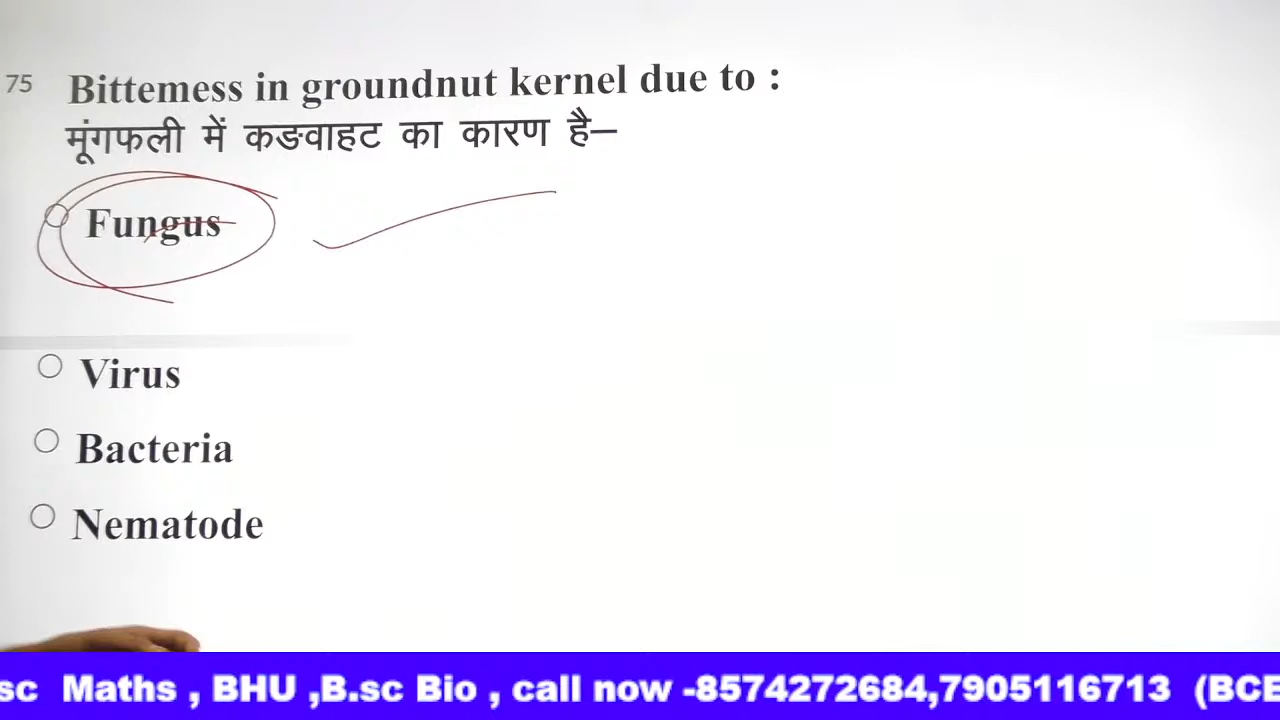 75 Bittemess in groundnut kernel due to :
मूंगफली में कङवाहट का कारण है–
Fungus
Virus
Bacteria
Nematode
sc Maths , BHU ,B.sc Bio , call now -8574272684,7905116713 (BCE